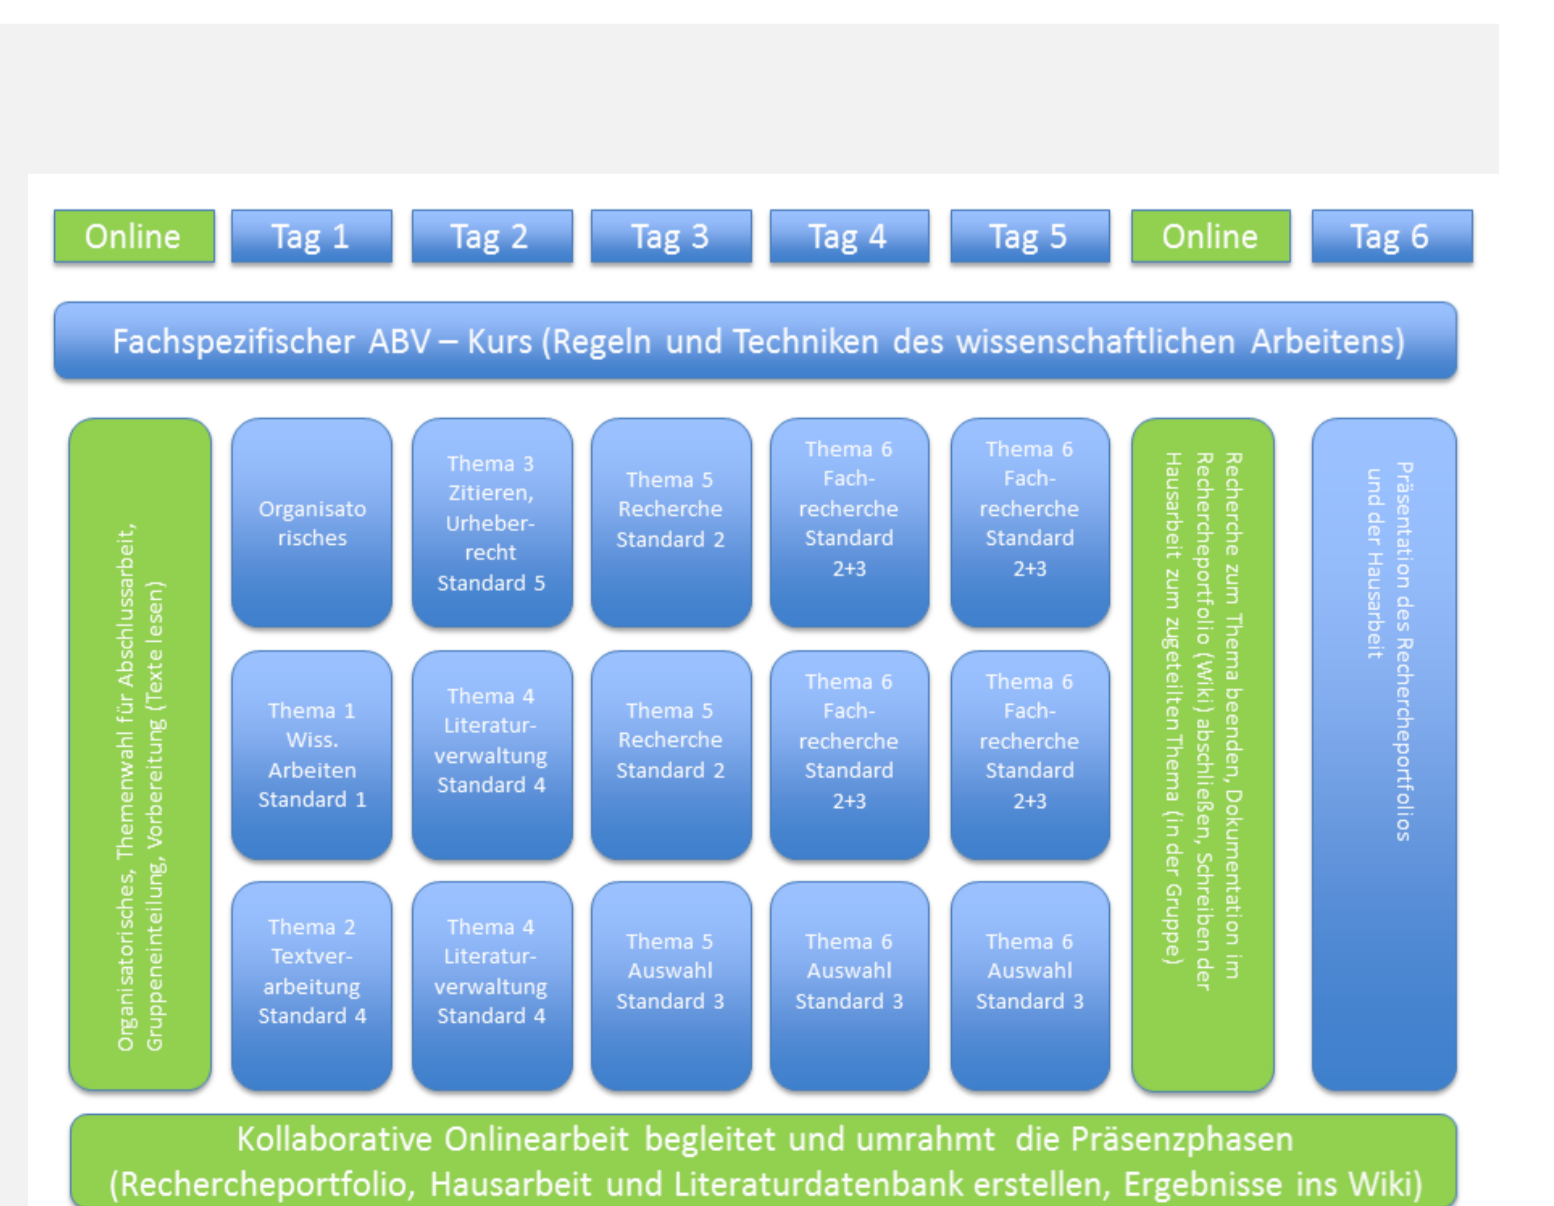 Online
Tag 1
Tag 2
Tag 3
Tag 4
Tag 5
Online
Tag 6
Fachspezifischer ABV – Kurs (Regeln und Techniken des wissenschaftlichen Arbeitens)
Organisatorisches, Themenwahl für Abschlussarbeit,
Gruppeneinteilung, Vorbereitung (Texte lesen)
Organisato
risches
Thema 1
Wiss.
Arbeiten
Standard 1
Thema 2
Textver-
arbeitung
Standard 4
Thema 3
Zitieren,
Urheber-
recht
Standard 5
Thema 4
Literatur-
verwaltung
Standard 4
Thema 4
Literatur-
verwaltung
Standard 4
Thema 5
Recherche
Standard 2
Thema 5
Recherche
Standard 2
Thema 5
Auswahl
Standard 3
Thema 6
Fach-
recherche
Standard
2+3
Thema 6
Fach-
recherche
Standard
2+3
Thema 6
Auswahl
Standard 3
Thema 6
Fach-
recherche
Standard
2+3
Thema 6
Fach-
recherche
Standard
2+3
Thema 6
Auswahl
Standard 3
Recherche zum Thema beenden, Dokumentation im
Rechercheportfolio (Wiki) abschließen, Schreiben der
Hausarbeit zum zugeteilten Thema (in der Gruppe)
Präsentation des Rechercheportfolios
und der Hausarbeit
Kollaborative Onlinearbeit begleitet und umrahmt die Präsenzphasen
(Rechercheportfolio, Hausarbeit und Literaturdatenbank erstellen, Ergebnisse ins Wiki)